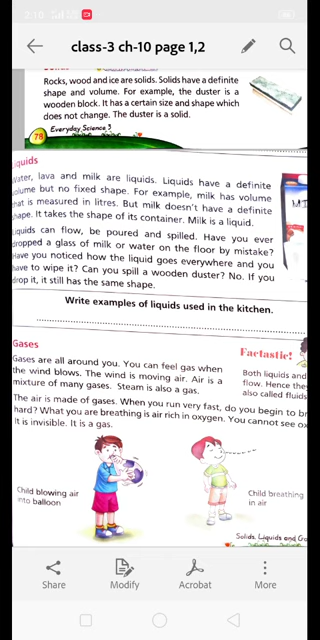 2:10
class-3 ch-10 page 1,2
Rocks, wood and ice are solids. Solids have a definite
shape and volume. For example, the duster is a
wooden block. It has a certain size and shape which
does not change. The duster is a solid.
78
Everyday Science 3
iquids
Water, lava and milk are liquids. Liquids have a definite
olume but no fixed shape. For example, milk has volume
hat is measured in litres. But milk doesn't have a definite
hape. It takes the shape of its container. Milk is a liquid.
iquids can flow, be poured and spilled. Have you ever
dropped a glass of milk or water on the floor by mistake?
Have you noticed how the liquid goes everywhere and you
have to wipe it? Can you spill a wooden duster? No. If you
drop it, it still has the same shape.
Write examples of liquids used in the kitchen.
Gases
Gases are all around you. You can feel gas when
the wind blows. The wind is moving air. Air is a
mixture of many gases. Steam is also a gas.
Factastic!
Both liquids and
flow. Hence the
also called fluids
The air is made of gases. When you run very fast, do you begin to br
hard? What you are breathing is air rich in oxygen. You cannot see ox
It is invisible. It is a gas.
Child blowing air
into balloon
Child breathing
in air
Solids, Liquids and Ga
Share
Modify
Acrobat
More